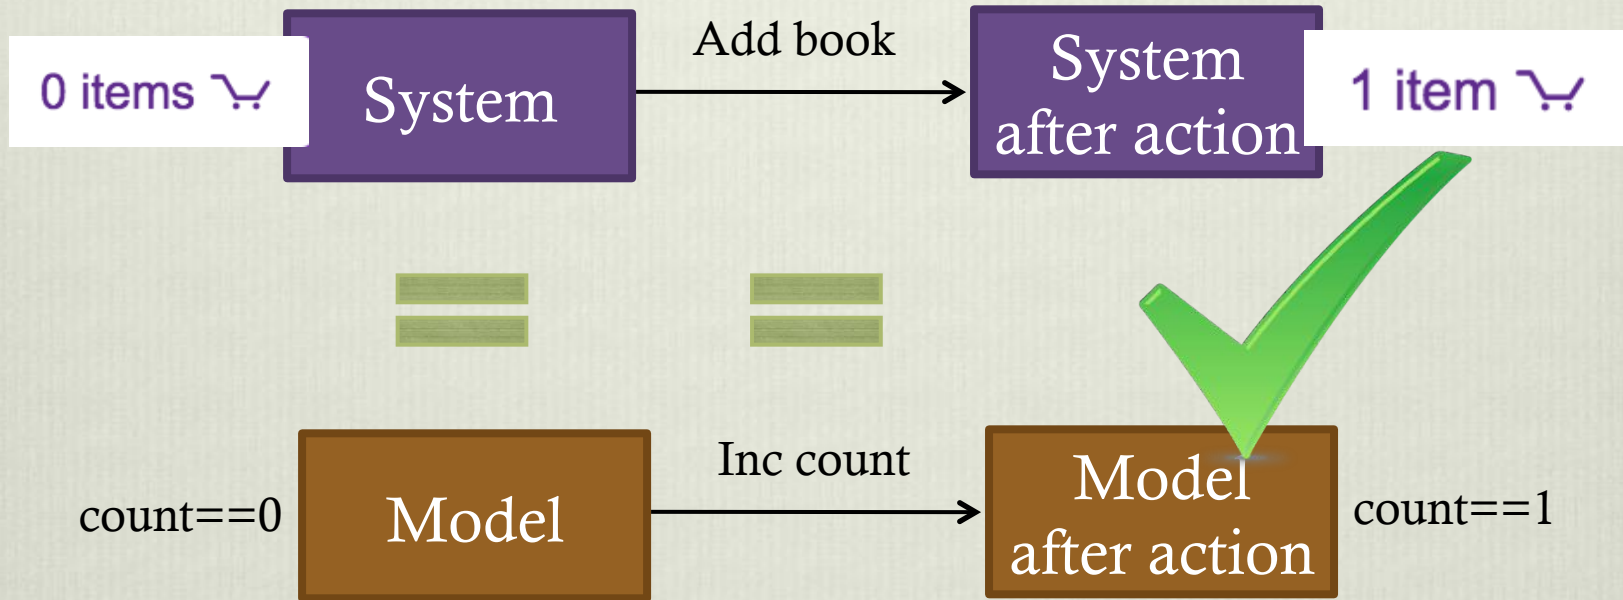 Add book
0 items
System
System
after action
1 item
Inc count
count==0
Model
Model
after action
count==1